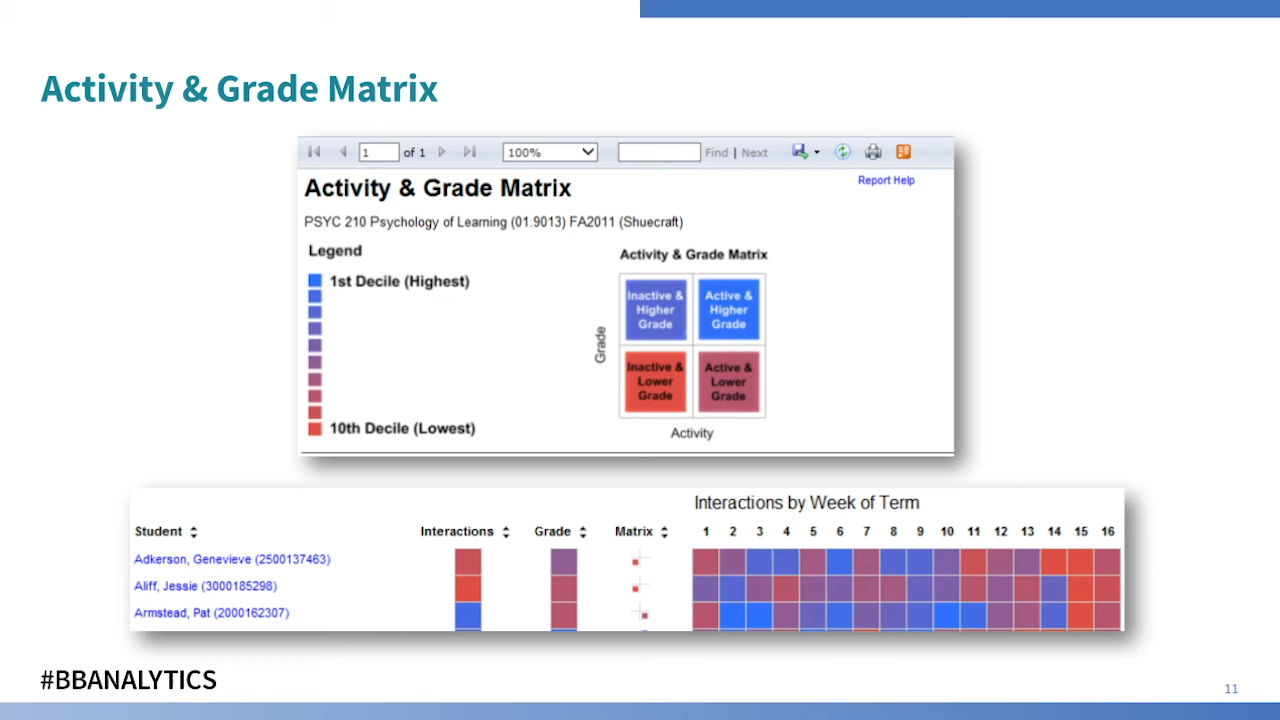 Activity & Grade Matrix
1 of 1 100% Find | Next
Activity & Grade Matrix
Report Help
PSYC 210 Psychology of Learning (01.9013) FA2011 (Shuecraft)
Legend
1st Decile (Highest)
10th Decile (Lowest)
Activity & Grade Matrix
Grade
Inactive & Higher Grade
Active & Higher Grade
Inactive & Lower Grade
Active & Lower Grade
Activity
Interactions by Week of Term
Student Interactions Grade Matrix 1 2 3 4 5 6 7 8 9 10 11 12 13 14 15 16
Adkerson, Genevieve (2500137463)
Aliff, Jessie (3000185298)
Armstead, Pat (2000162307)
#BBANALYTICS
11